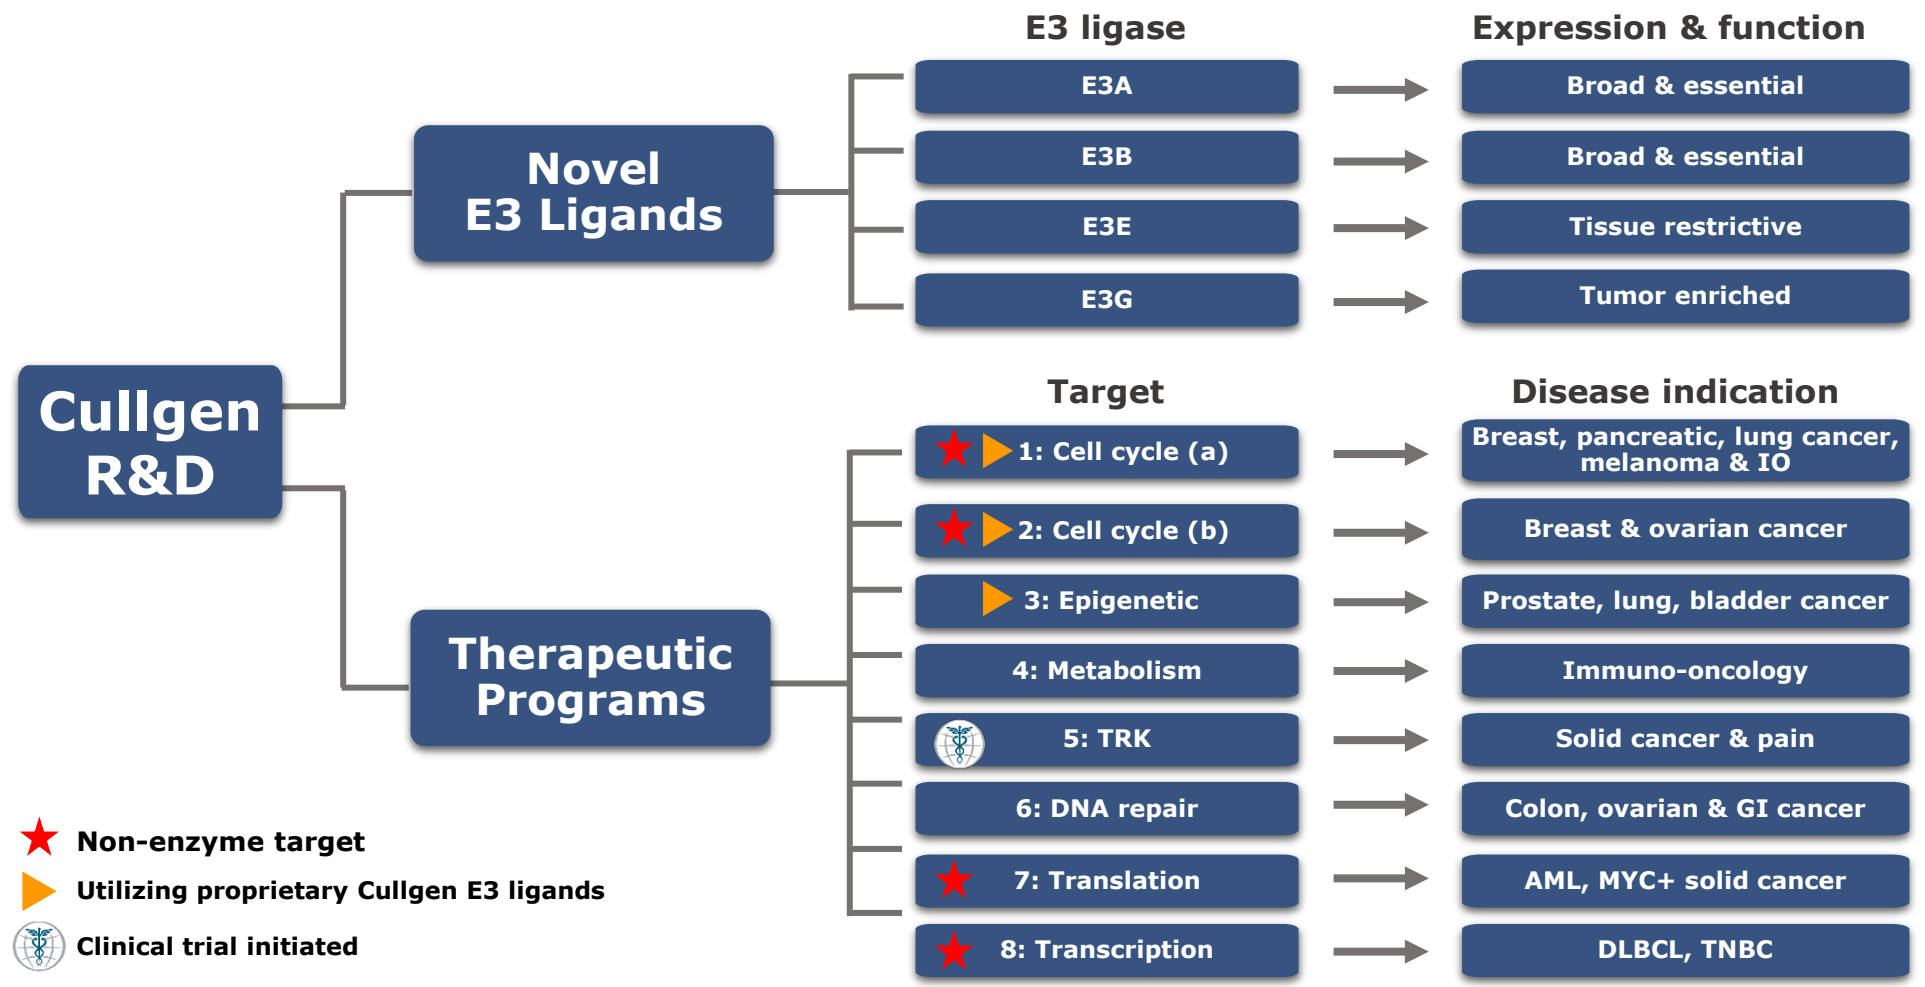 E3 ligase
Expression & function
E3A
Broad & essential
E3B
Broad & essential
E3E
Tissue restrictive
E3G
Tumor enriched
Novel
E3 Ligands
Cullgen
R&D
Therapeutic
Programs
Target
Disease indication
1: Cell cycle (a)
Breast, pancreatic, lung cancer,
melanoma & IO
2: Cell cycle (b)
Breast & ovarian cancer
3: Epigenetic
Prostate, lung, bladder cancer
4: Metabolism
Immuno-oncology
5: TRK
Solid cancer & pain
6: DNA repair
Colon, ovarian & GI cancer
7: Translation
AML, MYC+ solid cancer
8: Transcription
DLBCL, TNBC
Non-enzyme target
Utilizing proprietary Cullgen E3 ligands
Clinical trial initiated